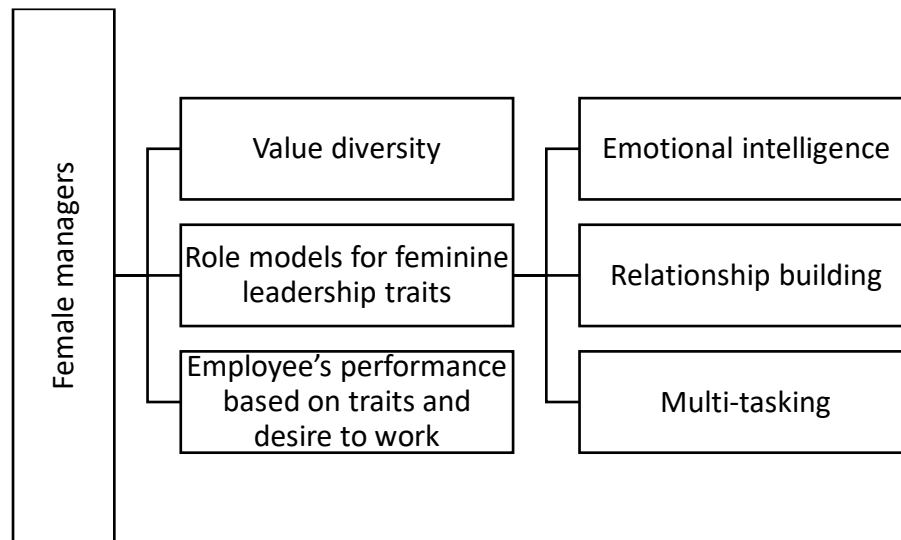 Female managers
Value diversity
Role models for feminine
leadership traits
Employee’s performance
based on traits and
desire to work
Emotional intelligence
Relationship building
Multi-tasking